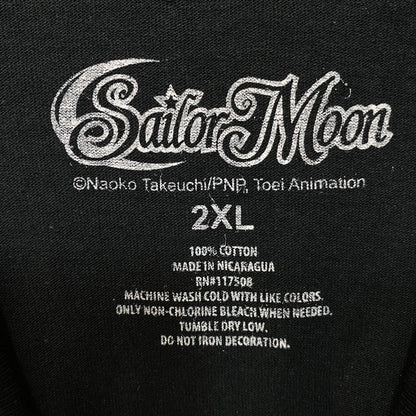 Sailor Moon
©Naoko Takeuchi/PNP, Toei Animation
2XL
100% COTTON
MADE IN NICARAGUA
RN#117508
MACHINE WASH COLD WITH LIKE COLORS.
ONLY NON-CHLORINE BLEACH WHEN NEEDED.
TUMBLE DRY LOW.
DO NOT IRON DECORATION.